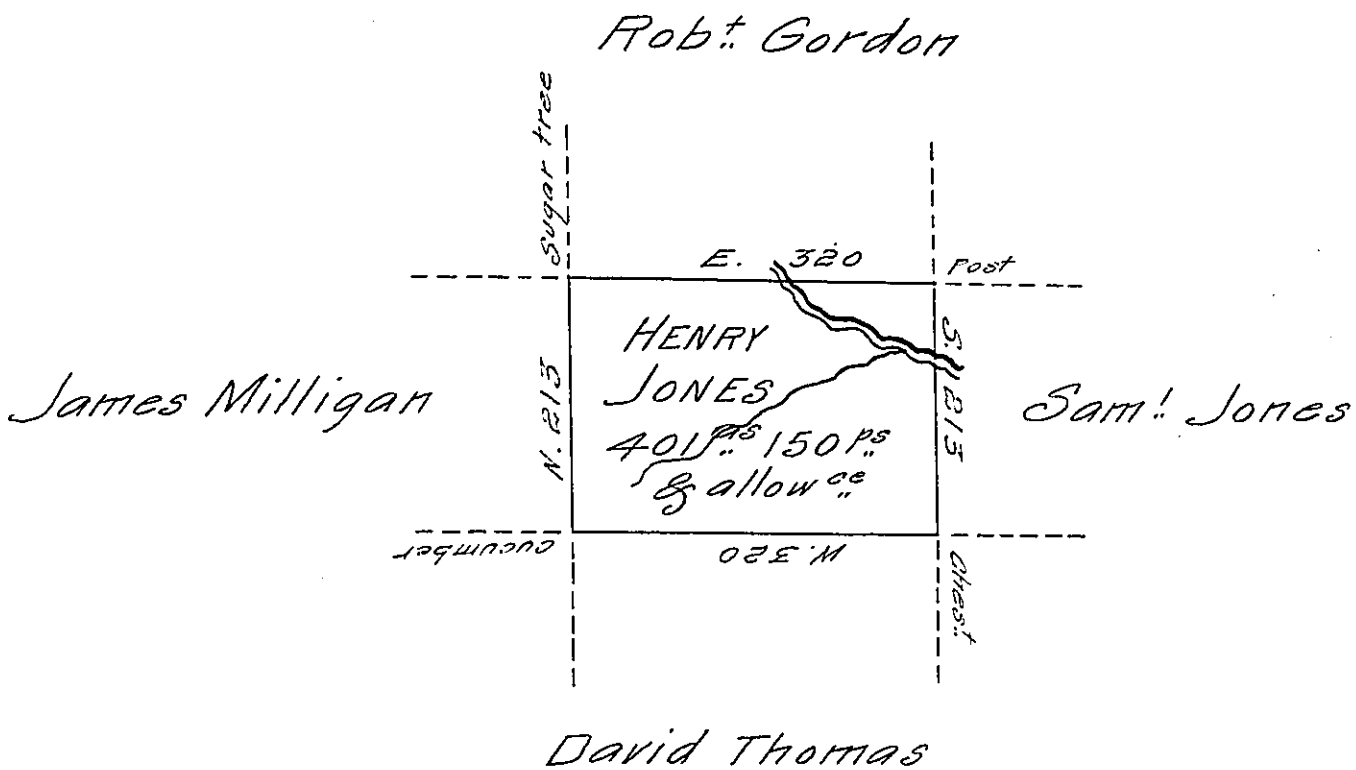 Robt. Gordon
Sugar tree
E. 320
Post
James Milligan
N. 213
HENRY
JONES
401 as 150 ps
& allowce
S. 213
Saml. Jones
cucumber
W. 320
Chest.
David Thomas